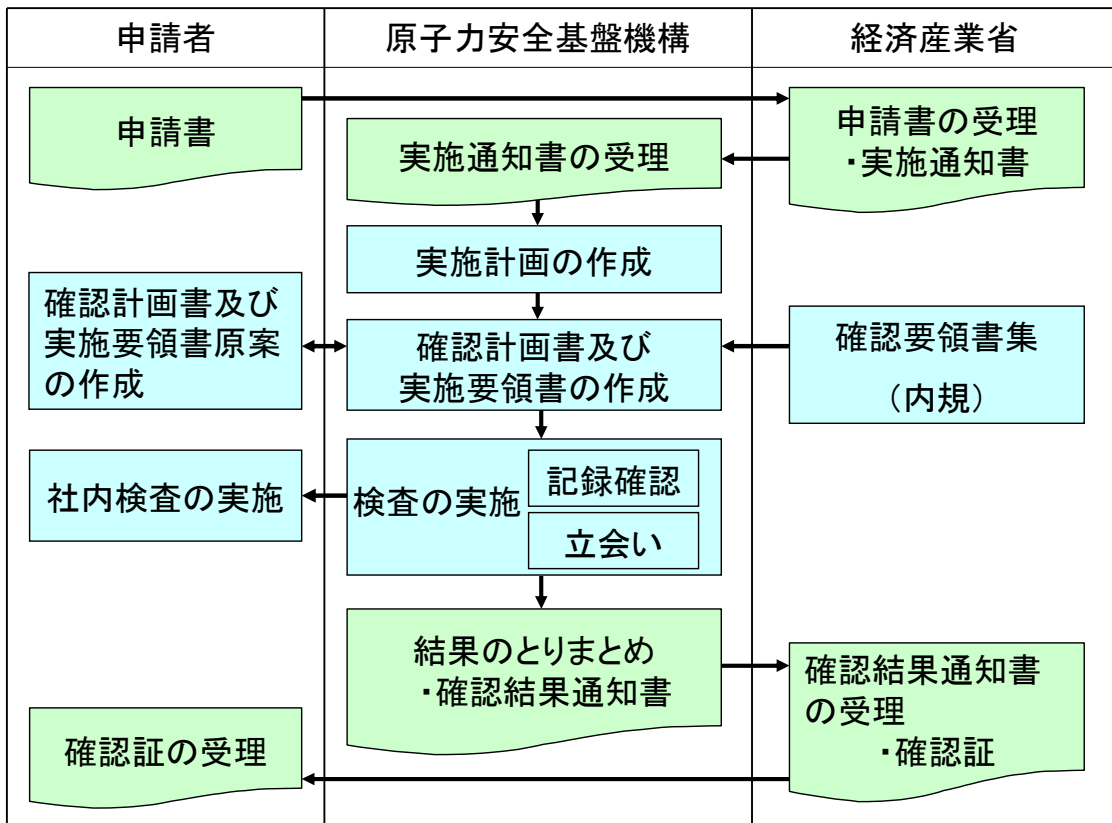 申請者
原子力安全基盤機構
経済産業省
申請書
申請書の受理
・実施通知書
実施通知書の受理
実施計画の作成
確認計画書及び
実施要領書原案
の作成
確認計画書及び
実施要領書の作成
確認要領書集
（内規）
社内検査の実施
検査の実施
記録確認
立会い
結果のとりまとめ
・確認結果通知書
確認結果通知書
の受理
・確認証
確認証の受理